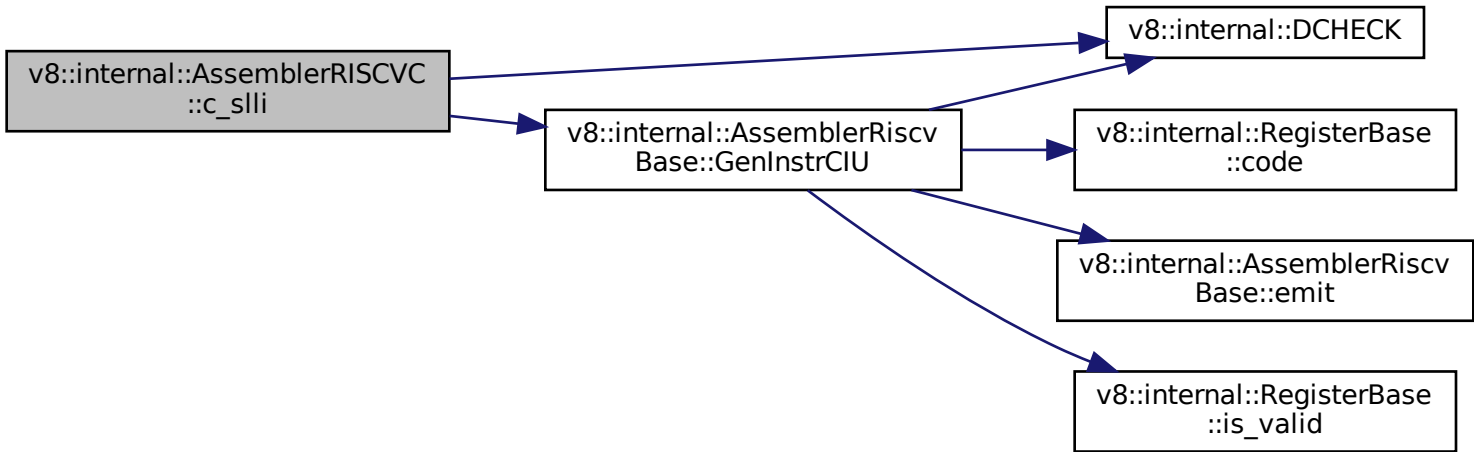 v8::internal::AssemblerRISCVC
::c_slli
v8::internal::DCHECK
v8::internal::AssemblerRiscv
Base::GenInstrCIU
v8::internal::RegisterBase
::code
v8::internal::AssemblerRiscv
Base::emit
v8::internal::RegisterBase
::is_valid